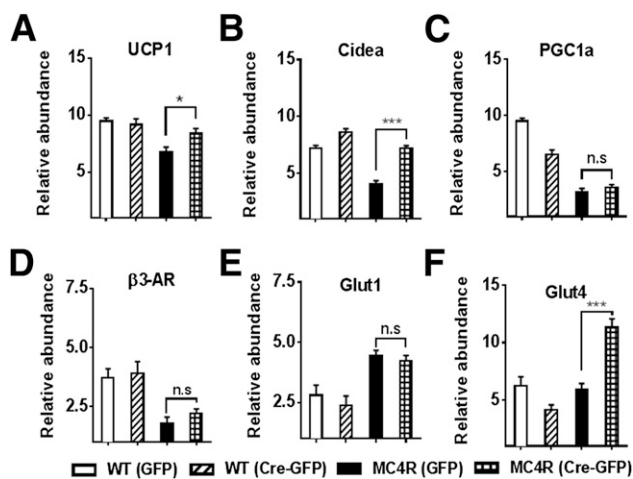 A
UCP1
Relative abundance
15
10
5
*
B
Cidea
Relative abundance
15
10
5
***
C
PGC1a
Relative abundance
15
10
5
n.s
D
β3-AR
Relative abundance
7.5
5.0
2.5
n.s
E
Glut1
Relative abundance
7.5
5.0
2.5
n.s
F
Glut4
Relative abundance
15
10
5
***
WT (GFP) WT (Cre-GFP) MC4R (GFP) MC4R (Cre-GFP)